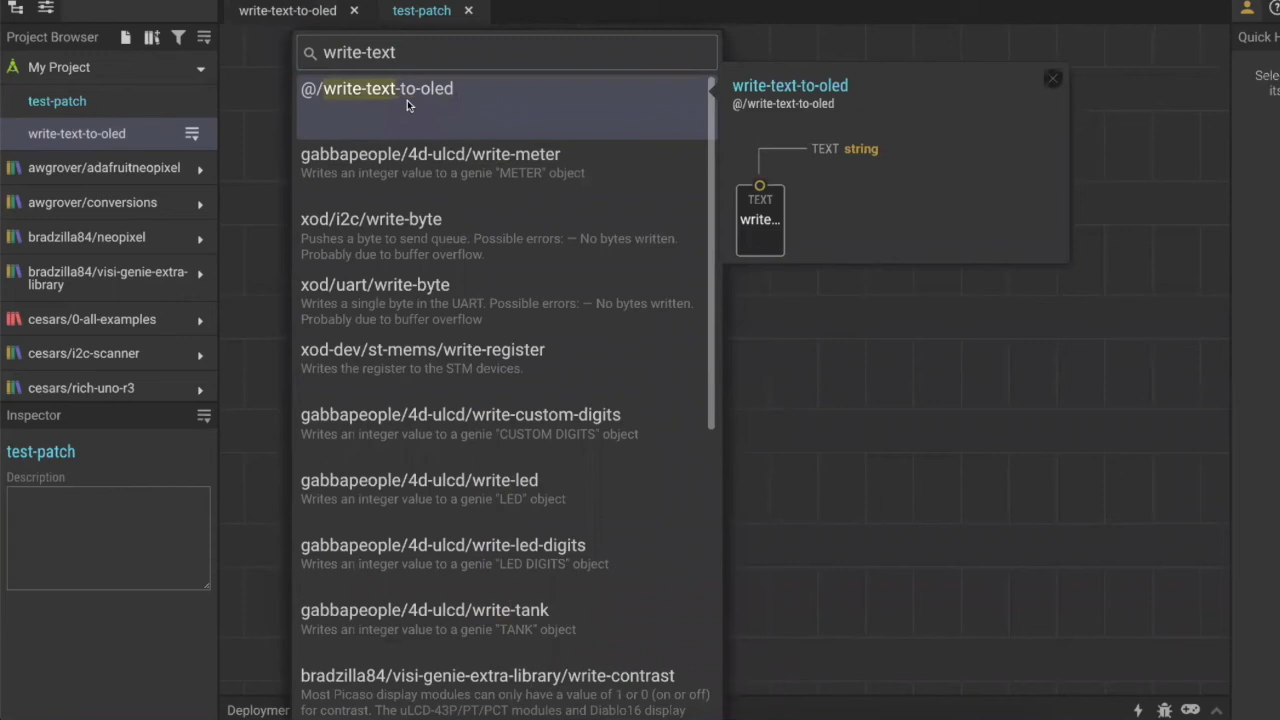 write-text-to-oled
test-patch
Project Browser
My Project
test-patch
write-text-to-oled
awgrover/adafruitneopixel
awgrover/conversions
bradzilla84/neopixel
bradzilla84/visi-genie-extra-
library
cesars/0-all-examples
cesars/i2c-scanner
cesars/rich-uno-r3
Inspector
test-patch
Description
write-text
@/write-text-to-oled
gabbapeople/4d-ulcd/write-meter
Writes an integer value to a genie "METER" object
xod/i2c/write-byte
Pushes a byte to send queue. Possible errors: — No bytes written.
Probably due to buffer overflow.
xod/uart/write-byte
Writes a single byte in the UART. Possible errors: — No bytes written.
Probably due to buffer overflow
xod-dev/st-mems/write-register
Writes the register to the STM devices.
gabbapeople/4d-ulcd/write-custom-digits
Writes an integer value to a genie "CUSTOM DIGITS" object
gabbapeople/4d-ulcd/write-led
Writes an integer value to a genie "LED" object
gabbapeople/4d-ulcd/write-led-digits
Writes an integer value to a genie "LED DIGITS" object
gabbapeople/4d-ulcd/write-tank
Writes an integer value to a genie "TANK" object
bradzilla84/visi-genie-extra-library/write-contrast
Most Picaso display modules can only have a value of 1 or 0 (on or off)
for contrast. The uLCD-43P/PT/PCT modules and Diablo16 display
write-text-to-oled
@/write-text-to-oled
TEXT string
TEXT
write...
Quick H
Sele
its
Deploymer